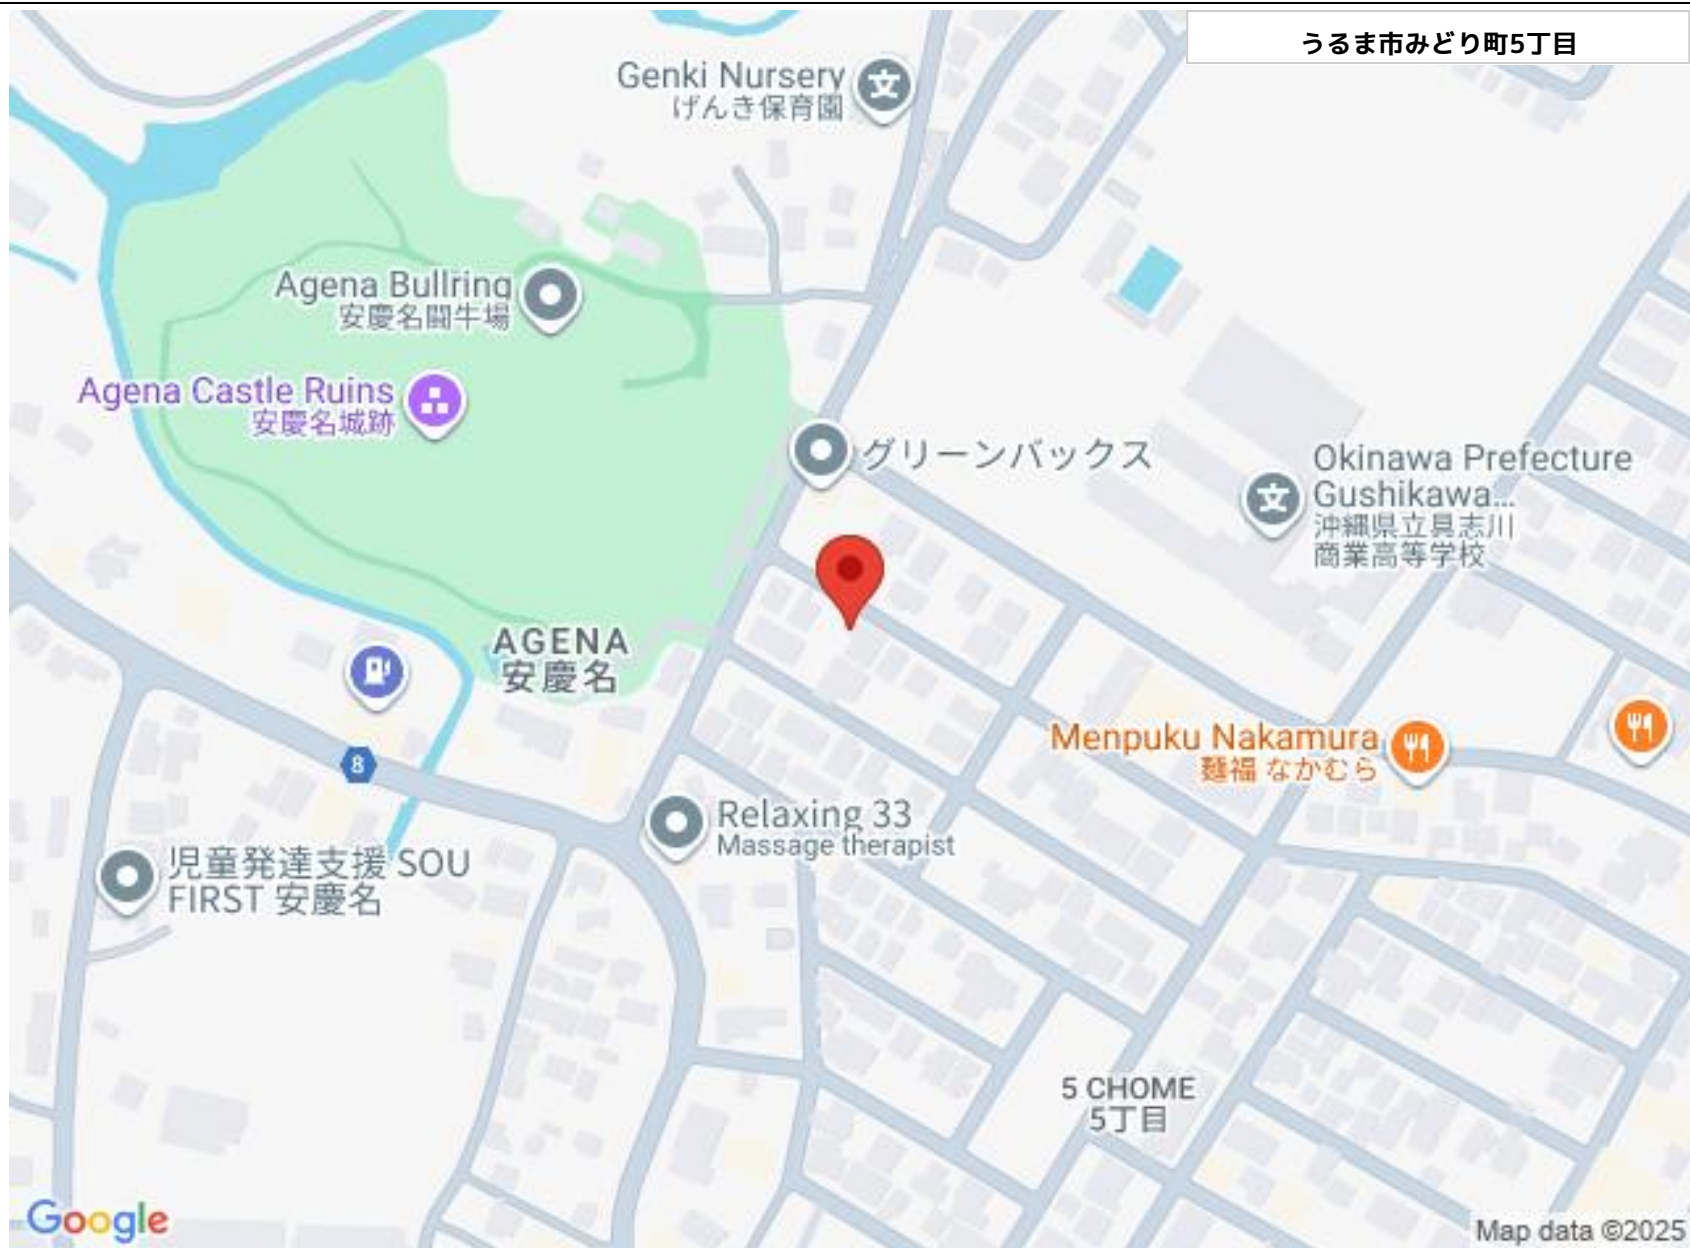 うるま市みどり町5丁目
Genki Nursery
げんき保育園
Agena Bullring
安慶名闘牛場
Agena Castle Ruins
安慶名城跡
グリーンバックス
Okinawa Prefecture
Gushikawa...
沖縄県立具志川
商業高等学校
AGENA
安慶名
8
Menpuku Nakamura
麺福 なかむら
Relaxing 33
Massage therapist
児童発達支援 SOU
FIRST 安慶名
5 CHOME
5丁目
Google
Map data ©2025